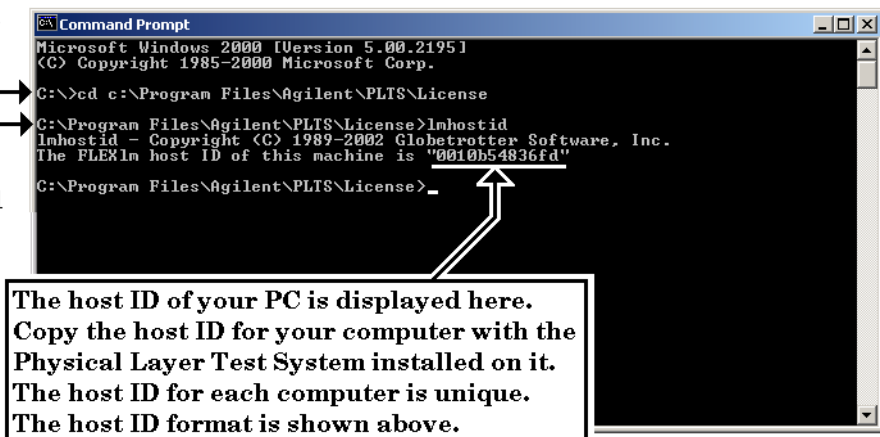 Command Prompt
Microsoft Windows 2000 [Version 5.00.2195]
(C) Copyright 1985-2000 Microsoft Corp.
C:\>cd c:\Program Files\Agilent\PLTS\License
C:\Program Files\Agilent\PLTS\License>lmhostid
lmhostid - Copyright (C) 1989-2002 Globetrotter Software, Inc.
The FLEXlm host ID of this machine is "0010b54836fd"
C:\Program Files\Agilent\PLTS\License>_
The host ID of your PC is displayed here.
Copy the host ID for your computer with the
Physical Layer Test System installed on it.
The host ID for each computer is unique.
The host ID format is shown above.